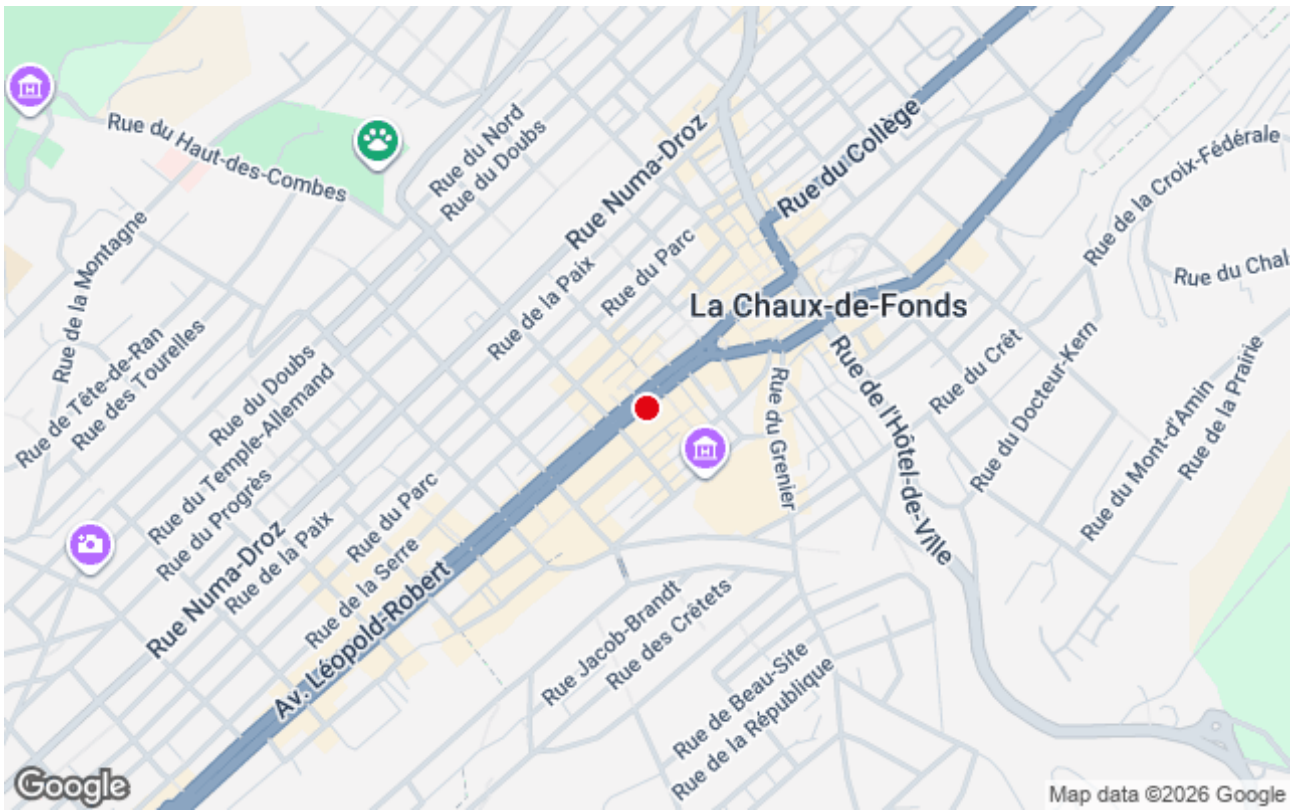 Rue du Haut-des-Combes
Rue du Nord
Rue du Doubs
Rue Numa-Droz
Rue du Collège
Rue de la Croix-Fédérale
Rue du Chal
Rue de la Montagne
Rue du Parc
Rue de la Paix
La Chaux-de-Fonds
Rue de Tête-de-Ran
Rue des Tourelles
Rue du Doubs
Rue du Temple-Allemand
Rue du Progrès
Rue Numa-Droz
Rue de la Paix
Rue du Parc
Rue de la Serre
Av. Léopold-Robert
Rue du Grenier
Rue de l'Hôtel-de-Ville
Rue du Crêt
Rue du Docteur-Kern
Rue du Mont-d'Amin
Rue de la Prairie
Rue Jacob-Brandt
Rue des Crêtets
Rue de Beau-Site
Rue de la République
Google
Map data ©2026 Google